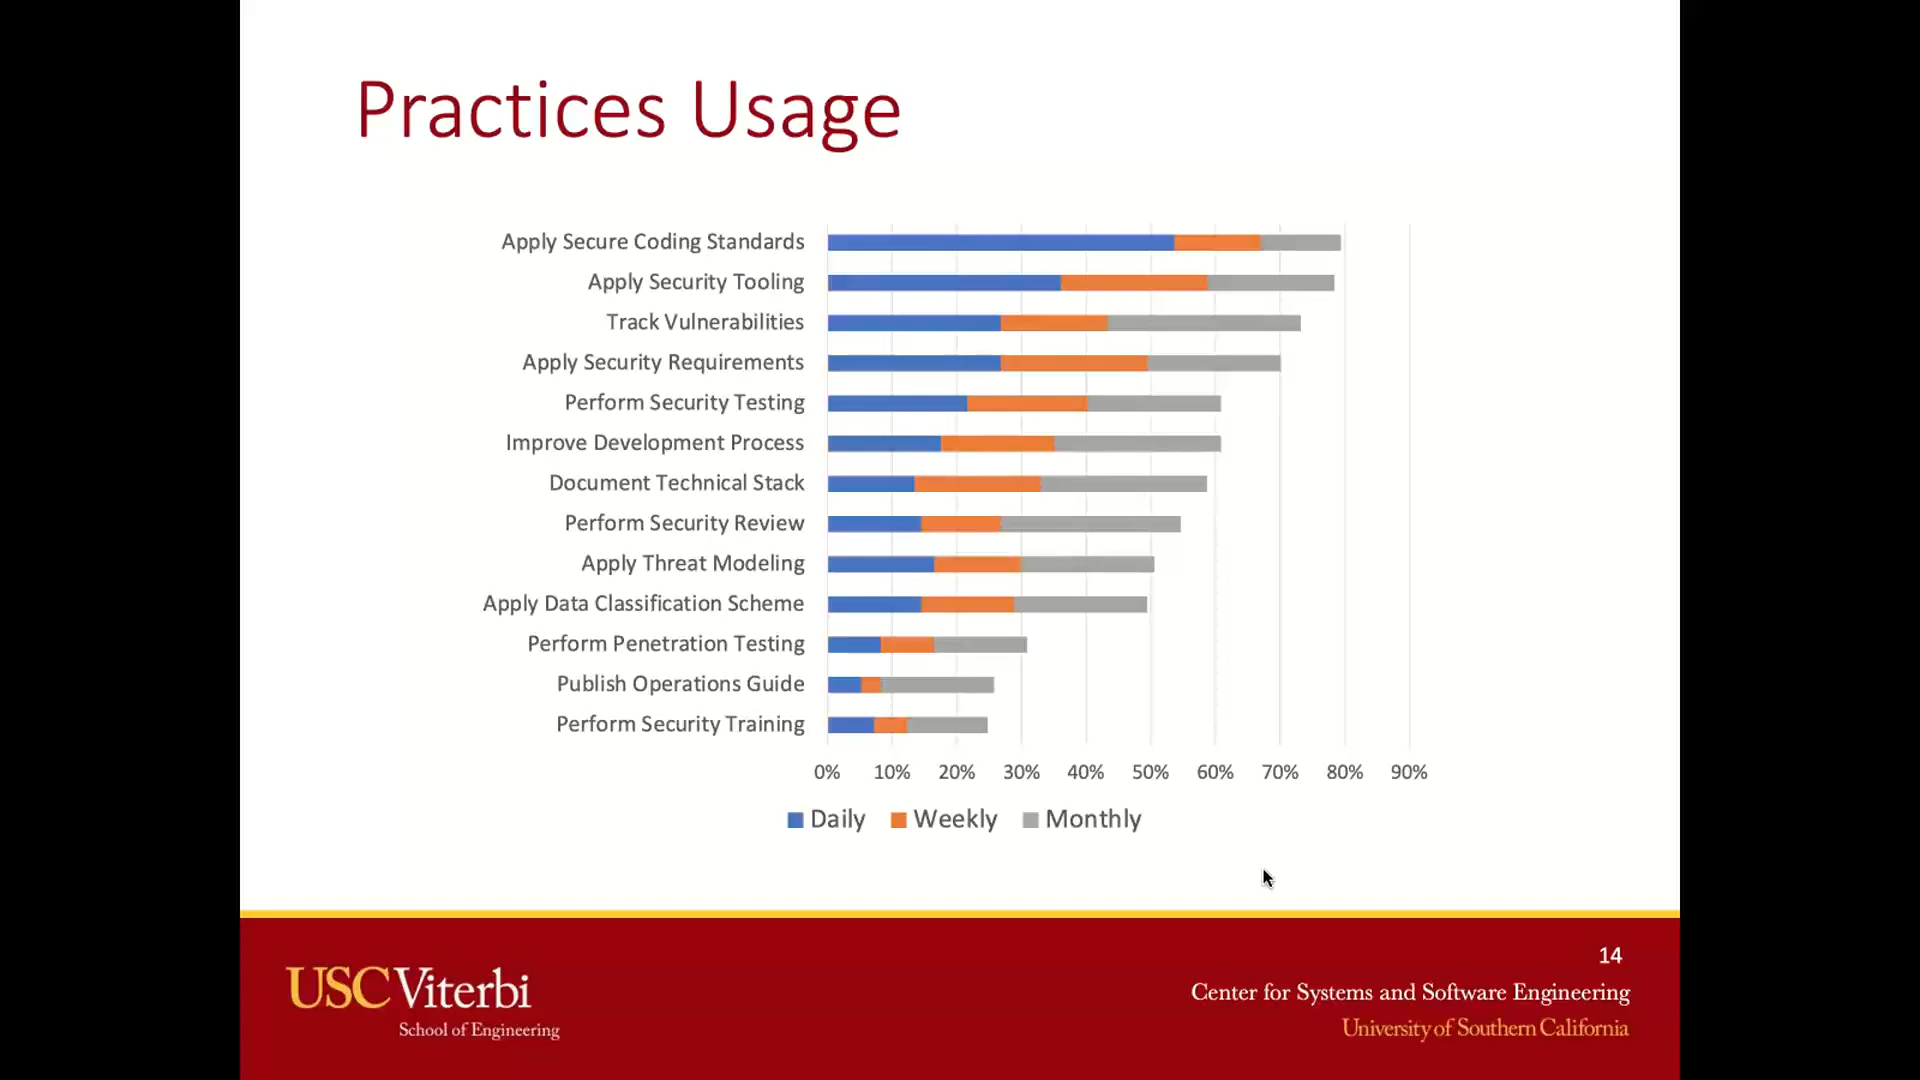 Practices Usage
Apply Secure Coding Standards
Apply Security Tooling
Track Vulnerabilities
Apply Security Requirements
Perform Security Testing
Improve Development Process
Document Technical Stack
Perform Security Review
Apply Threat Modeling
Apply Data Classification Scheme
Perform Penetration Testing
Publish Operations Guide
Perform Security Training
0% 10% 20% 30% 40% 50% 60% 70% 80% 90%
Daily Weekly Monthly
14
USC Viterbi
School of Engineering
Center for Systems and Software Engineering
University of Southern California